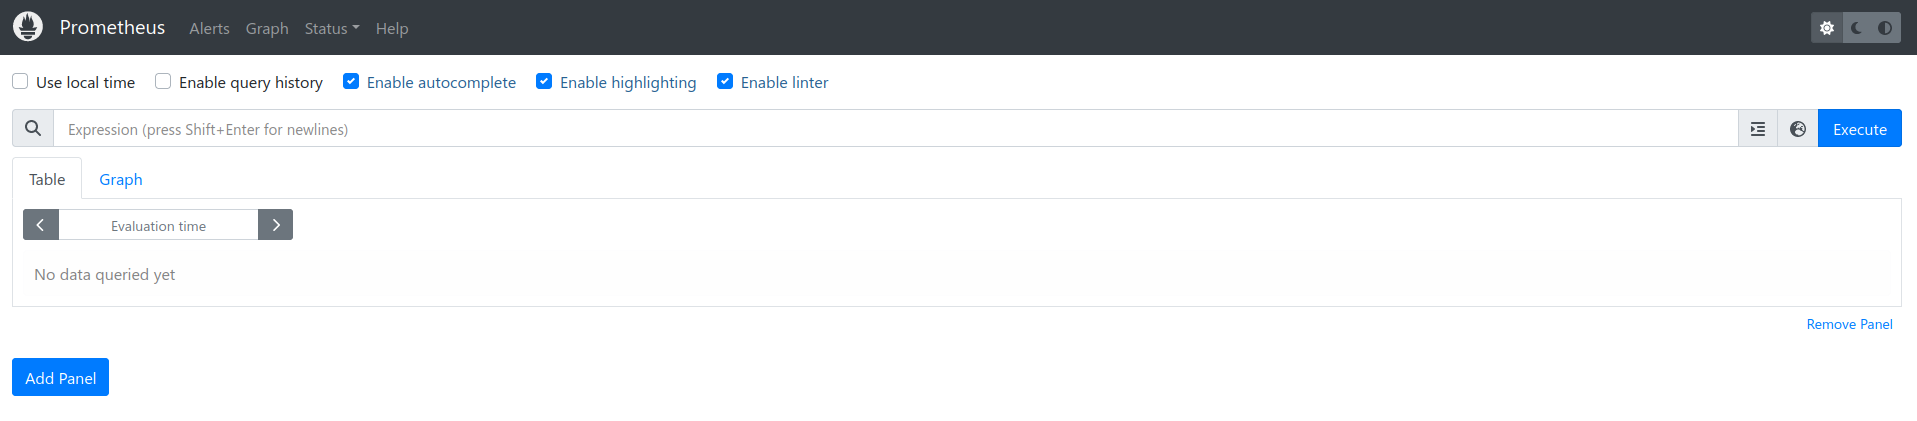 Prometheus Alerts Graph Status Help
Use local time Enable query history Enable autocomplete Enable highlighting Enable linter
Expression (press Shift+Enter for newlines) Execute
Table Graph
Evaluation time
No data queried yet
Remove Panel
Add Panel